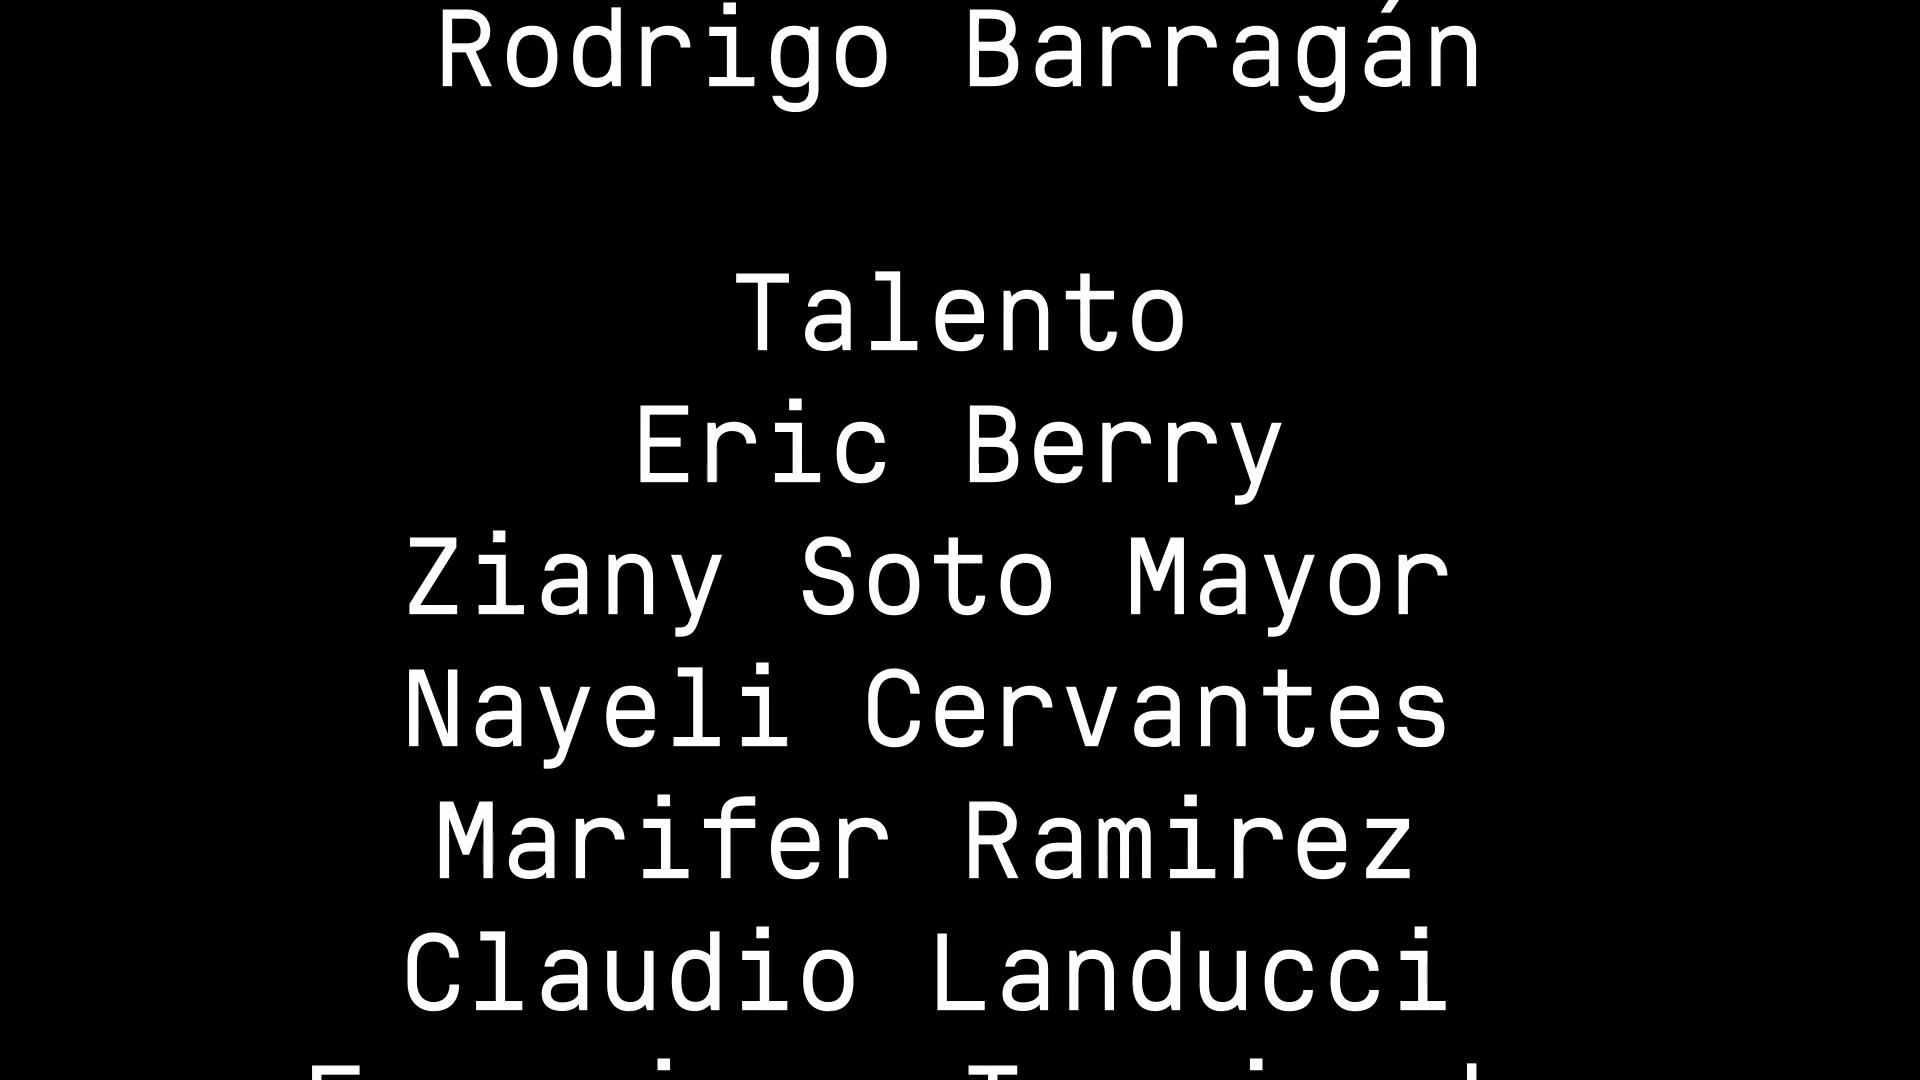 Rodrigo Barragán
Talento
Eric Berry
Ziany Soto Mayor
Nayeli Cervantes
Marifer Ramirez
Claudio Landucci